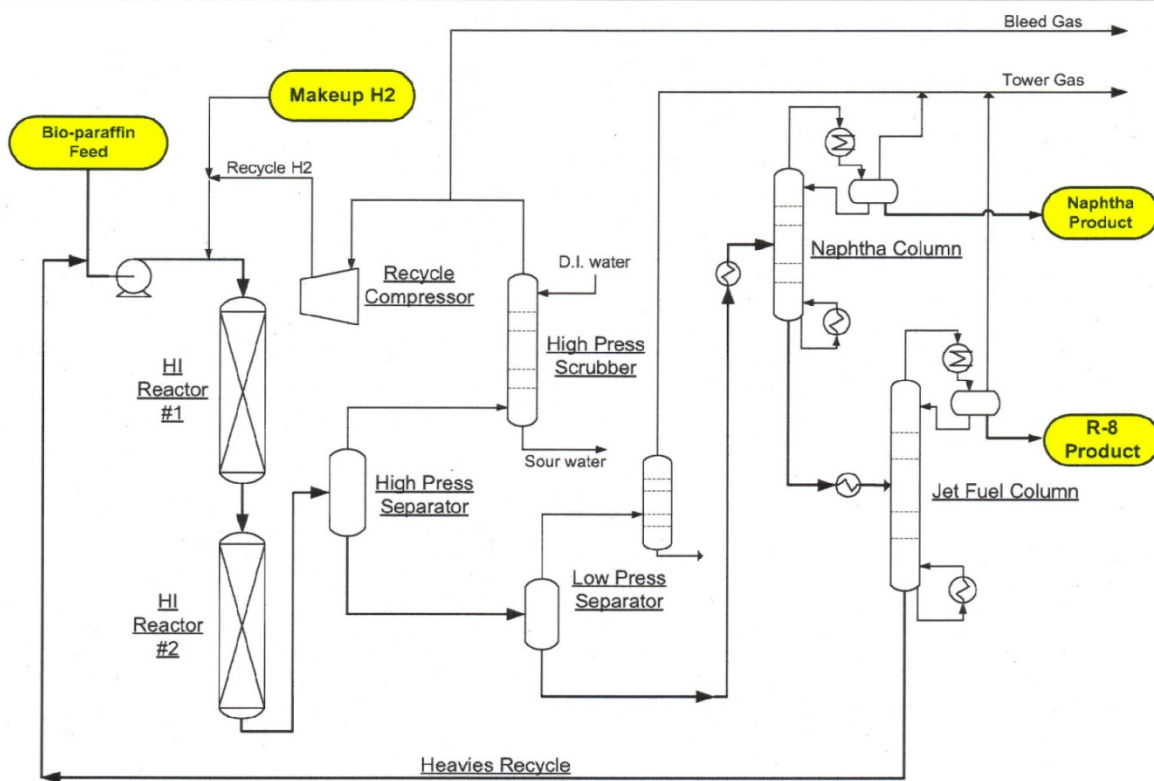 Bleed Gas
Tower Gas
Makeup H2
Bio-paraffin
Feed
Recycle H2
Naphtha
Product
Naphtha Column
D.I. water
Recycle
Compressor
High Press
Scrubber
HI
Reactor
#1
Sour water
R-8
Product
High Press
Separator
Jet Fuel Column
Low Press
Separator
HI
Reactor
#2
Heavies Recycle